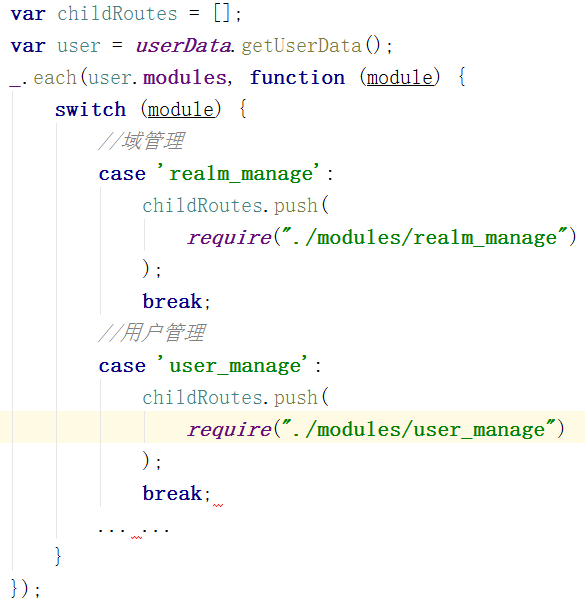 var childRoutes = [];
var user = userData.getUserData();
_.each(user.modules, function (module) {
switch (module) {
//域管理
case 'realm_manage':
childRoutes.push(
require("./modules/realm_manage")
);
break;
//用户管理
case 'user_manage':
childRoutes.push(
require("./modules/user_manage")
);
break;
... ...
}
});